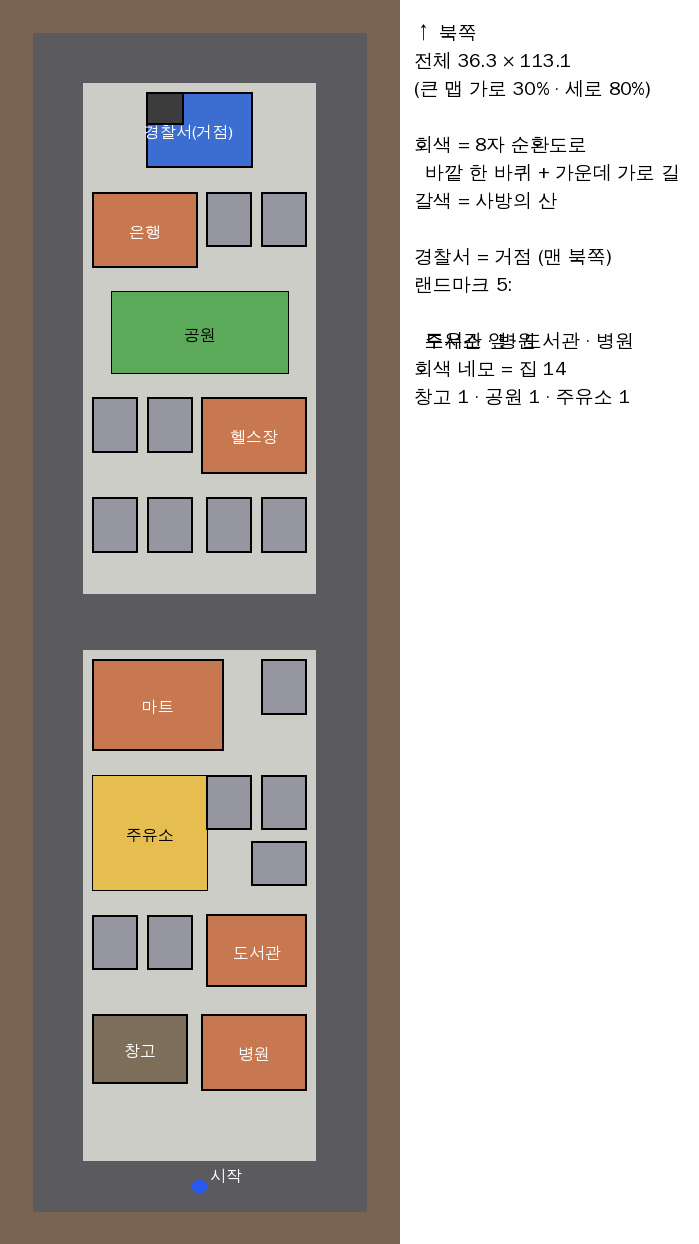 ↑ 북쪽
전체 36.3 × 113.1
(큰 맵 가로 30% · 세로 80%)
회색 = 8자 순환도로
바깥 한 바퀴 + 가운데 가로 길
갈색 = 사방의 산
경찰서 = 거점 (맨 북쪽)
랜드마크 5:
도서관 · 병원
회색 네모 = 집 14
창고 1 · 공원 1 · 주유소 1
경찰서(거점)
은행
공원
헬스장
마트
주유소
도서관
창고
병원
시작